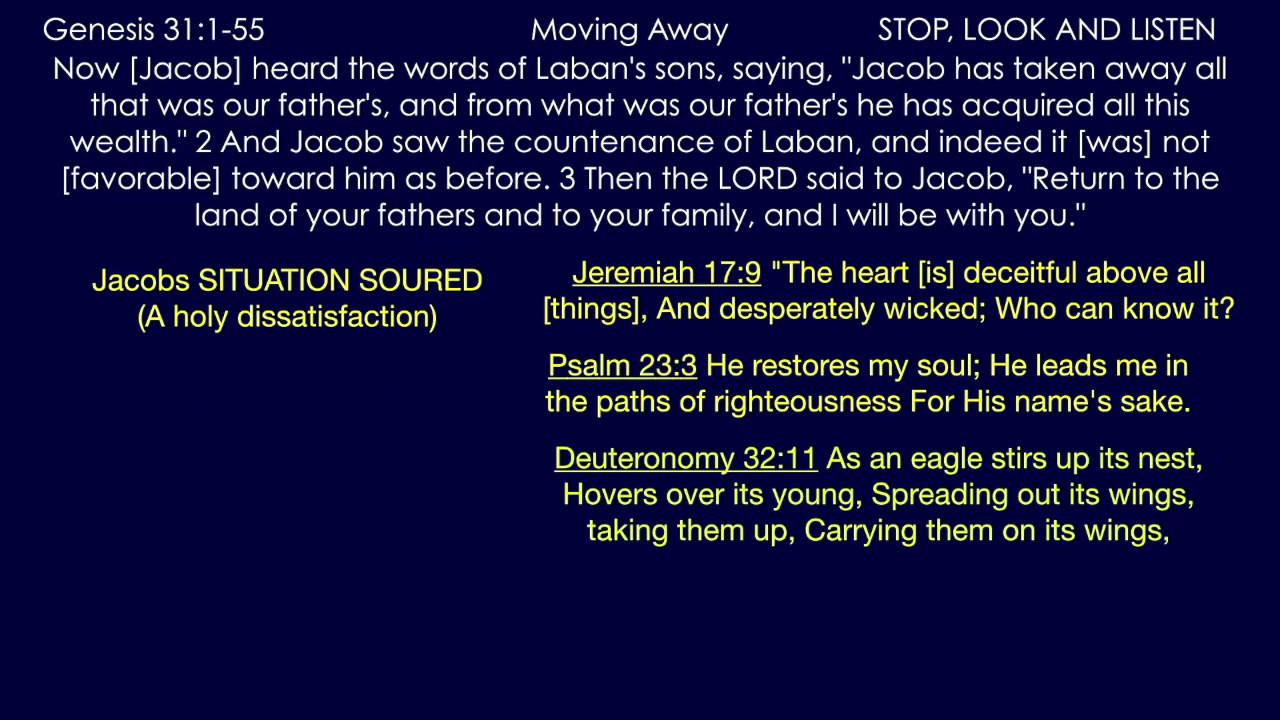 Genesis 31:1-55 Moving Away STOP, LOOK AND LISTEN
Now [Jacob] heard the words of Laban's sons, saying, "Jacob has taken away all
that was our father's, and from what was our father's he has acquired all this
wealth." 2 And Jacob saw the countenance of Laban, and indeed it [was] not
[favorable] toward him as before. 3 Then the LORD said to Jacob, "Return to the
land of your fathers and to your family, and I will be with you."
Jacobs SITUATION SOURED
(A holy dissatisfaction)
Jeremiah 17:9 "The heart [is] deceitful above all
[things], And desperately wicked; Who can know it?
Psalm 23:3 He restores my soul; He leads me in
the paths of righteousness For His name's sake.
Deuteronomy 32:11 As an eagle stirs up its nest,
Hovers over its young, Spreading out its wings,
taking them up, Carrying them on its wings,